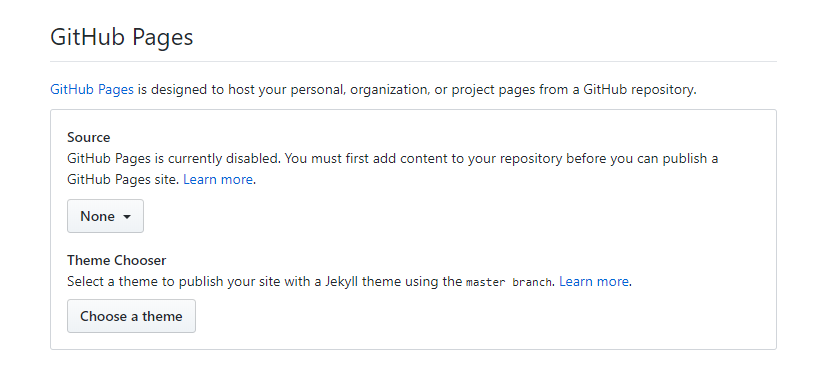 GitHub Pages
GitHub Pages is designed to host your personal, organization, or project pages from a GitHub repository.
Source
GitHub Pages is currently disabled. You must first add content to your repository before you can publish a
GitHub Pages site. Learn more.
None
Theme Chooser
Select a theme to publish your site with a Jekyll theme using the master branch. Learn more.
Choose a theme